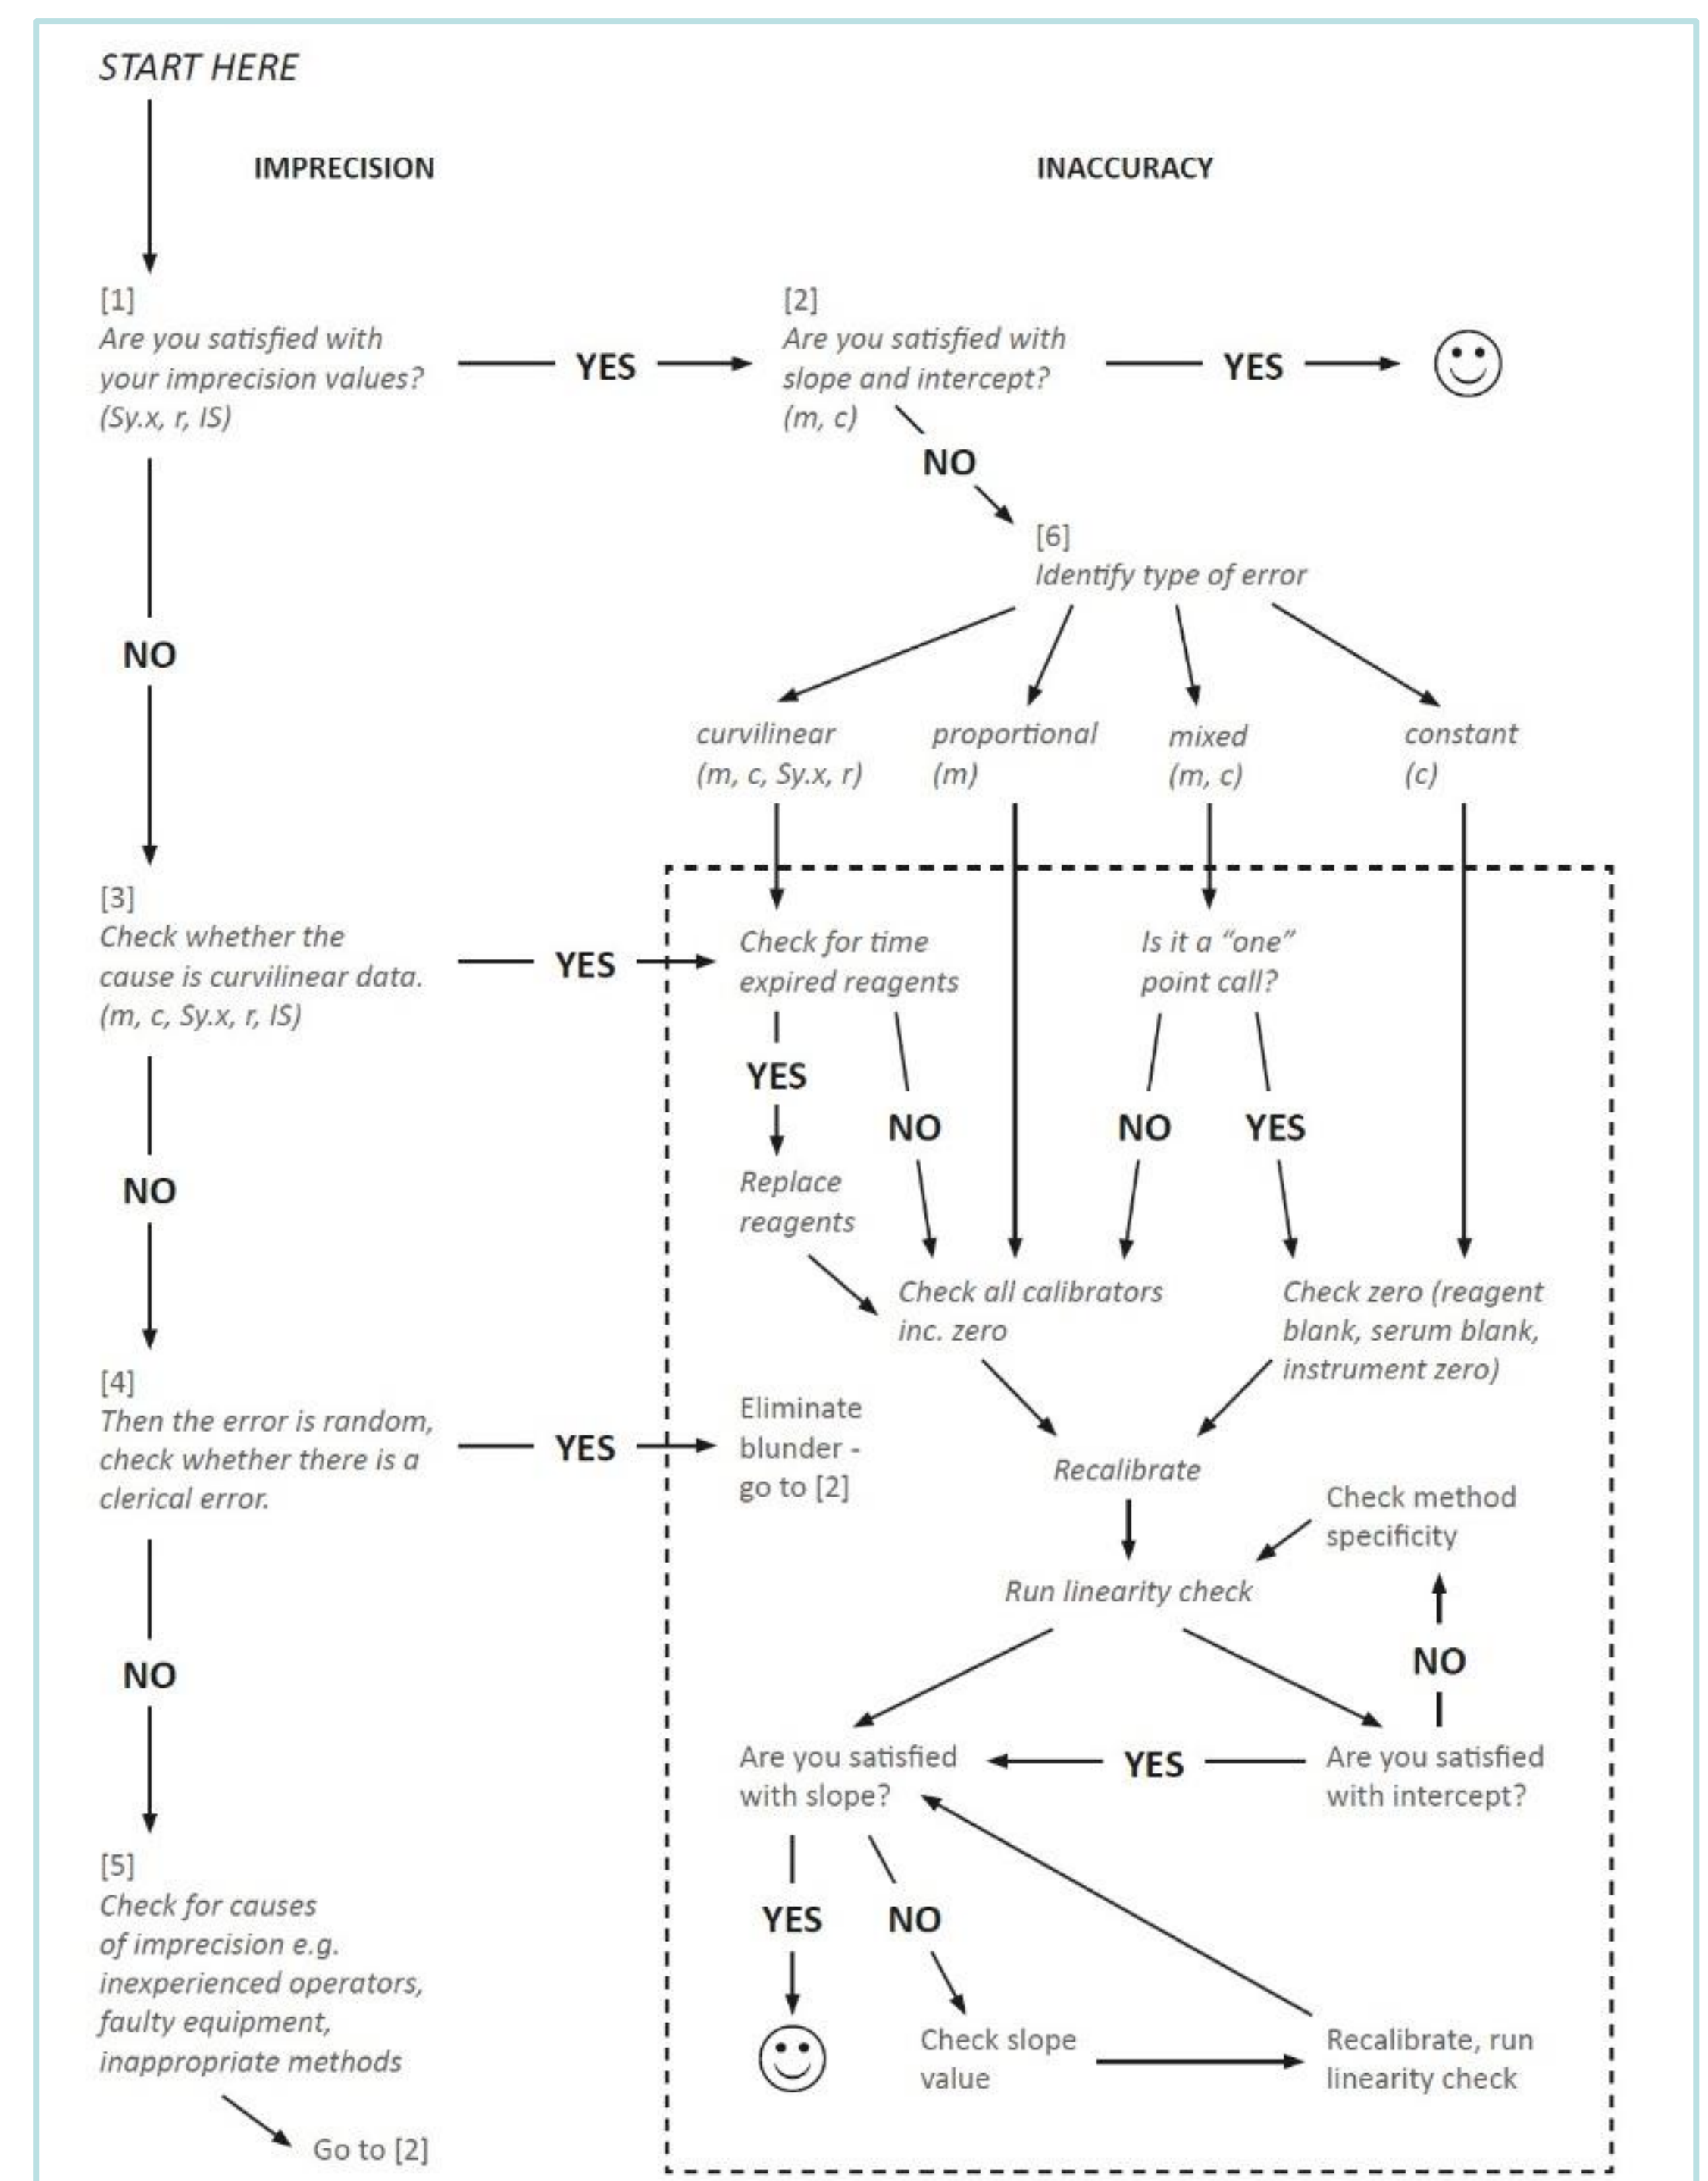 START HERE
IMPRECISION
INACCURACY
[1]
Are you satisfied with
your imprecision values?
(Sy.x, r, IS)
YES
[2]
Are you satisfied with
slope and intercept?
(m, c)
YES
NO
[6]
Identify type of error
NO
curvilinear
(m, c, Sy.x, r)
proportional
(m)
mixed
(m, c)
constant
(c)
[3]
Check whether the
cause is curvilinear data.
(m, c, Sy.x, r, IS)
YES
Check for time
expired reagents
Is it a “one”
point call?
YES
NO
NO
YES
NO
Replace
reagents
Check all calibrators
inc. zero
Check zero (reagent
blank, serum blank,
instrument zero)
[4]
Then the error is random,
check whether there is a
clerical error.
YES
Eliminate
blunder -
go to [2]
Recalibrate
Check method
specificity
Run linearity check
NO
NO
Are you satisfied
with slope?
YES
Are you satisfied
with intercept?
[5]
Check for causes
of imprecision e.g.
inexperienced operators,
faulty equipment,
inappropriate methods
YES
NO
Check slope
value
Recalibrate, run
linearity check
Go to [2]